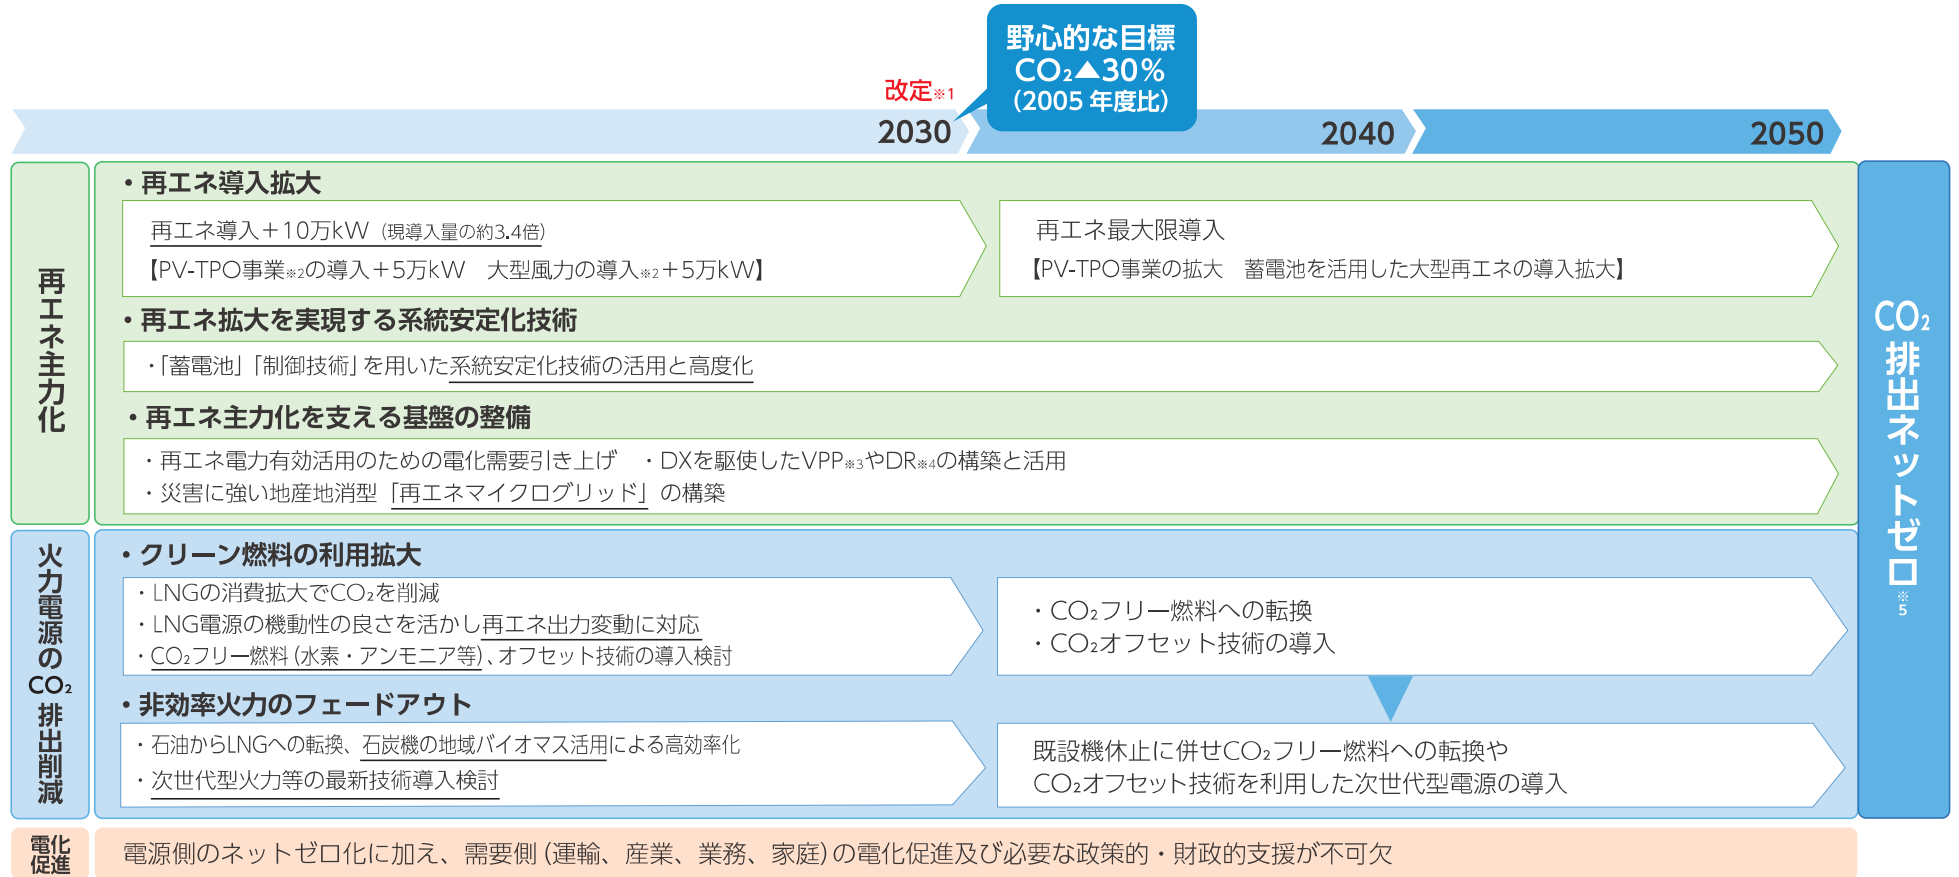 野心的な目標
CO₂▲30%
（2005 年度比）
改定※1
2030
2040
2050
再エネ主力化
・再エネ導入拡大
再エネ導入＋10万kW（現導入量の約3.4倍）
【PV-TPO事業※2の導入＋5万kW　大型風力の導入※2＋5万kW】
再エネ最大限導入
【PV-TPO事業の拡大　蓄電池を活用した大型再エネの導入拡大】
・再エネ拡大を実現する系統安定化技術
・「蓄電池」「制御技術」を用いた系統安定化技術の活用と高度化
・再エネ主力化を支える基盤の整備
・再エネ電力有効活用のための電化需要引き上げ　・DXを駆使したVPP※3やDR※4の構築と活用
・災害に強い地産地消型「再エネマイクログリッド」の構築
火力電源のCO₂排出削減
・クリーン燃料の利用拡大
・LNGの消費拡大でCO₂を削減
・LNG電源の機動性の良さを活かし再エネ出力変動に対応
・CO₂フリー燃料（水素・アンモニア等）、オフセット技術の導入検討
・CO₂フリー燃料への転換
・CO₂オフセット技術の導入
・非効率火力のフェードアウト
・石油からLNGへの転換、石炭機の地域バイオマス活用による高効率化
・次世代型火力等の最新技術導入検討
既設機休止に併せCO₂フリー燃料への転換や
CO₂オフセット技術を利用した次世代型電源の導入
CO₂排出ネットゼロ※5
電化
促進
電源側のネットゼロ化に加え、需要側（運輸、産業、業務、家庭）の電化促進及び必要な政策的・財政的支援が不可欠